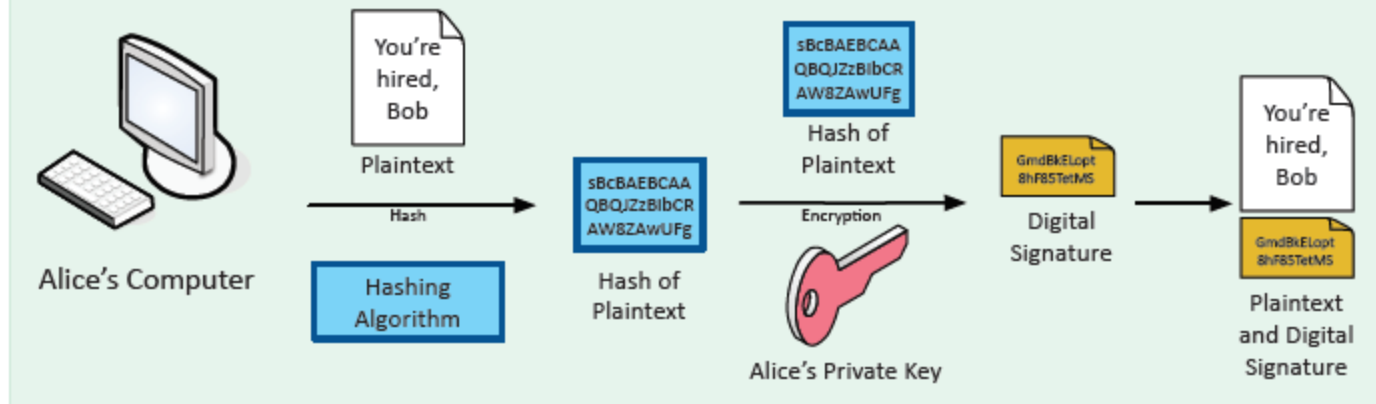 Alice's Computer
You're
hired,
Bob
Plaintext
Hash
Hashing
Algorithm
sBcBAEBCAA
QBQJZzBIbCR
AW8ZAwUFg
Hash of
Plaintext
sBcBAEBCAA
QBQJZzBIbCR
AW8ZAwUFg
Hash of
Plaintext
Encryption
Alice's Private Key
GmdBkELopt
8hF85TetMS
Digital
Signature
You're
hired,
Bob
GmdBkELopt
8hF85TetMS
Plaintext
and Digital
Signature